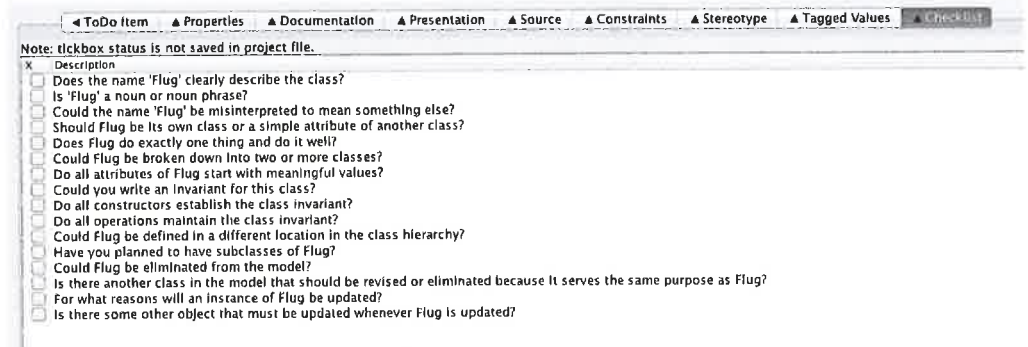 ◀ ToDo Item ▲ Properties ▲ Documentation ▲ Presentation ▲ Source ▲ Constraints ▲ Stereotype ▲ Tagged Values ▲ Checklist
Note: tickbox status is not saved in project file.
X Description
Does the name 'Flug' clearly describe the class?
Is 'Flug' a noun or noun phrase?
Could the name 'Flug' be misinterpreted to mean something else?
Should Flug be its own class or a simple attribute of another class?
Does Flug do exactly one thing and do it well?
Could Flug be broken down into two or more classes?
Do all attributes of Flug start with meaningful values?
Could you write an invariant for this class?
Do all constructors establish the class invariant?
Do all operations maintain the class invariant?
Could Flug be defined in a different location in the class hierarchy?
Have you planned to have subclasses of Flug?
Could Flug be eliminated from the model?
Is there another class in the model that should be revised or eliminated because it serves the same purpose as Flug?
For what reasons will an instance of Flug be updated?
Is there some other object that must be updated whenever Flug is updated?